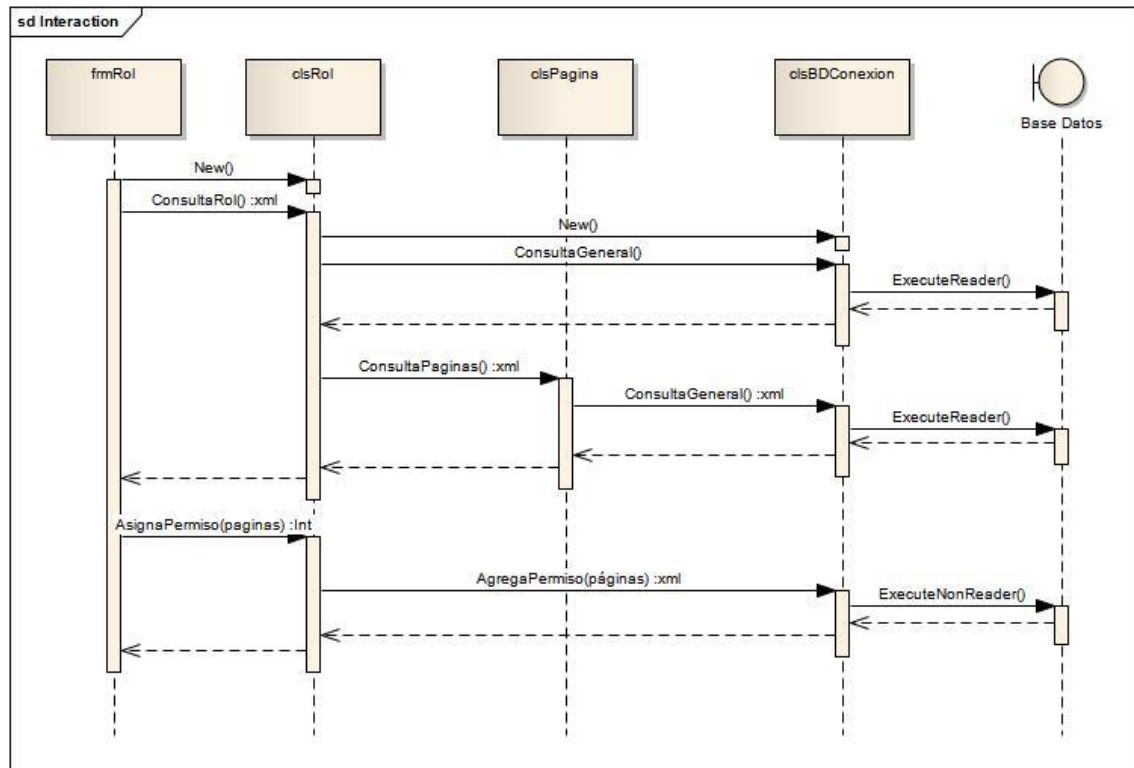 sd Interaction
frmRol
clsRol
clsPagina
clsBDConexion
Base Datos
New()
ConsultaRol() :xml
New()
ConsultaGeneral()
ExecuteReader()
ConsultaPaginas() :xml
ConsultaGeneral() :xml
ExecuteReader()
AsignaPermiso(paginas) :Int
AgregaPermiso(páginas) :xml
ExecuteNonReader()